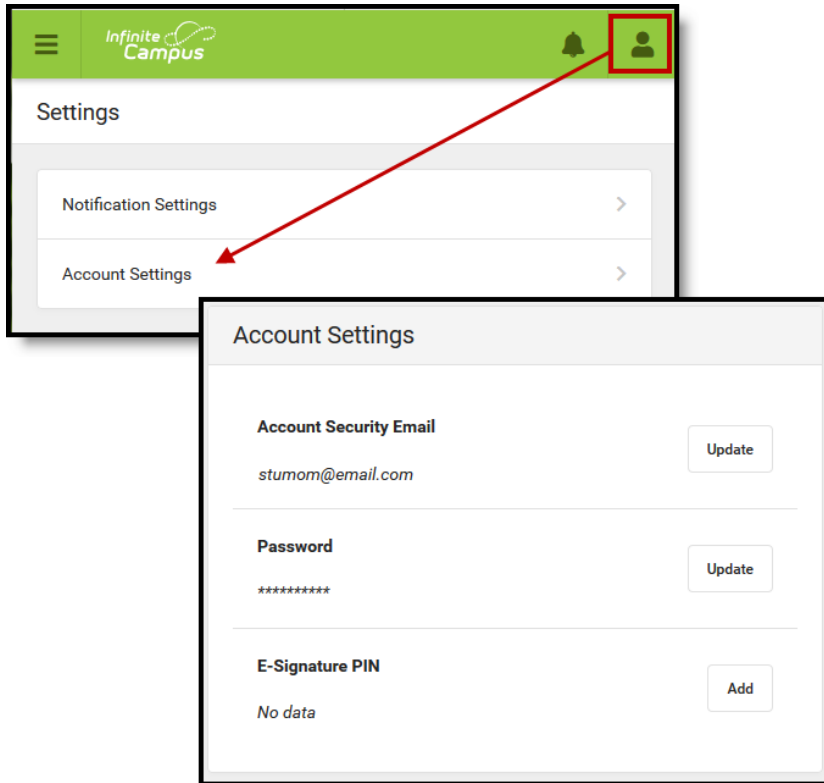 Infinite
Campus
Settings
Notification Settings
Account Settings
Account Settings
Account Security Email
Update
stumom@email.com
Password
Update
**********
E-Signature PIN
Add
No data